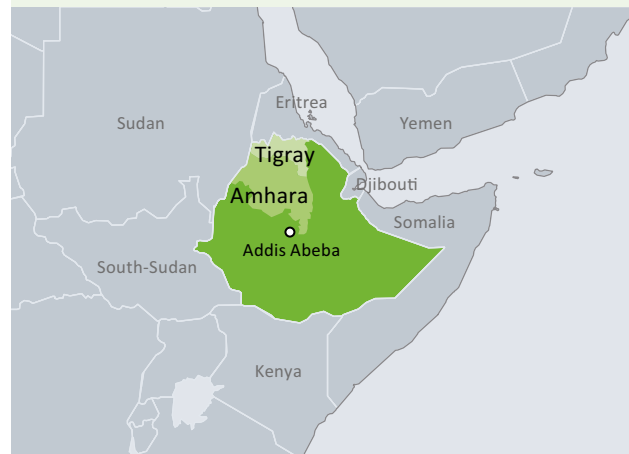 Eritrea
Sudan
Yemen
Tigray
Djibouti
Amhara
Somalia
Addis Abeba
South-Sudan
Kenya